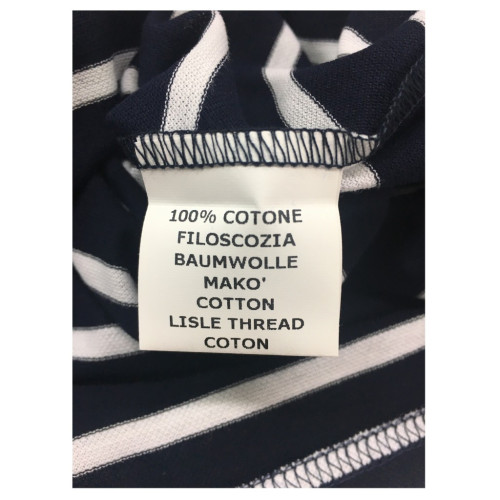 100% COTONE
FILOSCOZIA
BAUMWOLLE
MAKO'
COTTON
LISLE THREAD
COTON